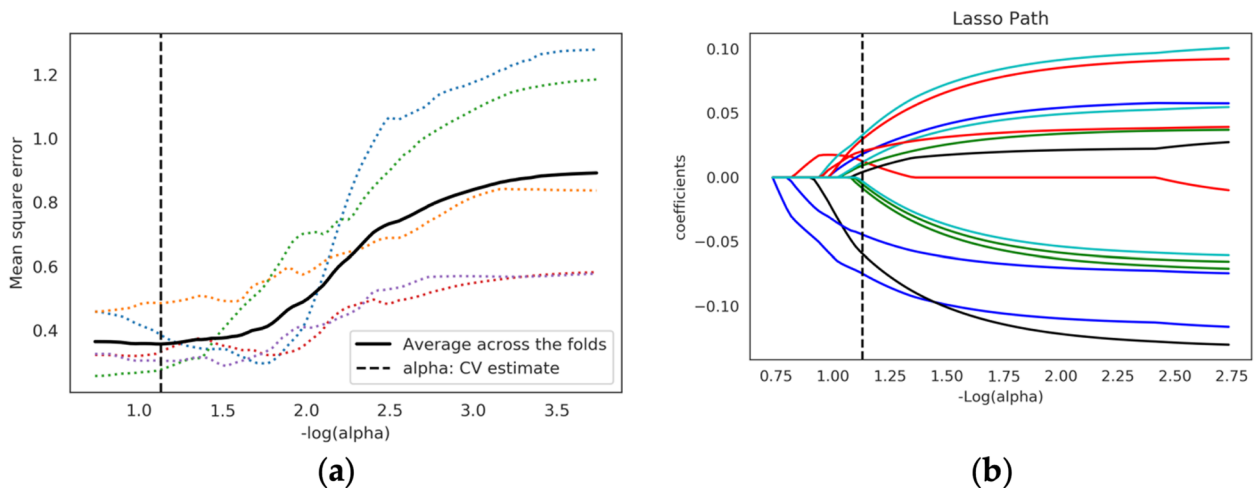 Mean square error
1.2
1.0
0.8
0.6
0.4
1.0 1.5 2.0 2.5 3.0 3.5
-log(alpha)
Average across the folds
alpha: CV estimate
(a)
Lasso Path
coefficients
0.10
0.05
0.00
−0.05
−0.10
0.75 1.00 1.25 1.50 1.75 2.00 2.25 2.50 2.75
-Log(alpha)
(b)